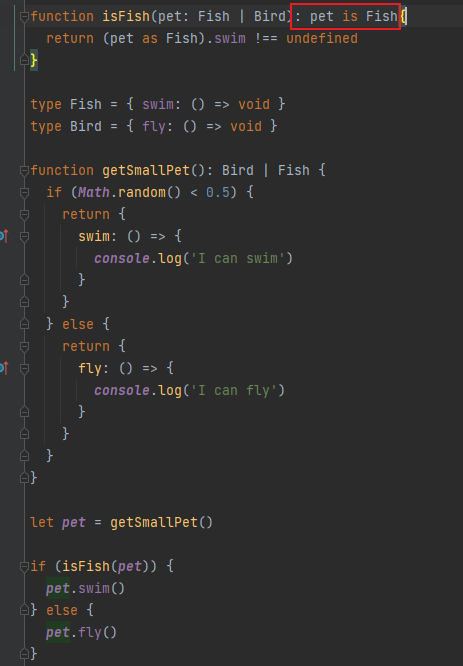 function isFish(pet: Fish | Bird): pet is Fish{
  return (pet as Fish).swim !== undefined
}

type Fish = { swim: () => void }
type Bird = { fly: () => void }

function getSmallPet(): Bird | Fish {
  if (Math.random() < 0.5) {
    return {
      swim: () => {
        console.log('I can swim')
      }
    }
  } else {
    return {
      fly: () => {
        console.log('I can fly')
      }
    }
  }
}

let pet = getSmallPet()

if (isFish(pet)) {
  pet.swim()
} else {
  pet.fly()
}